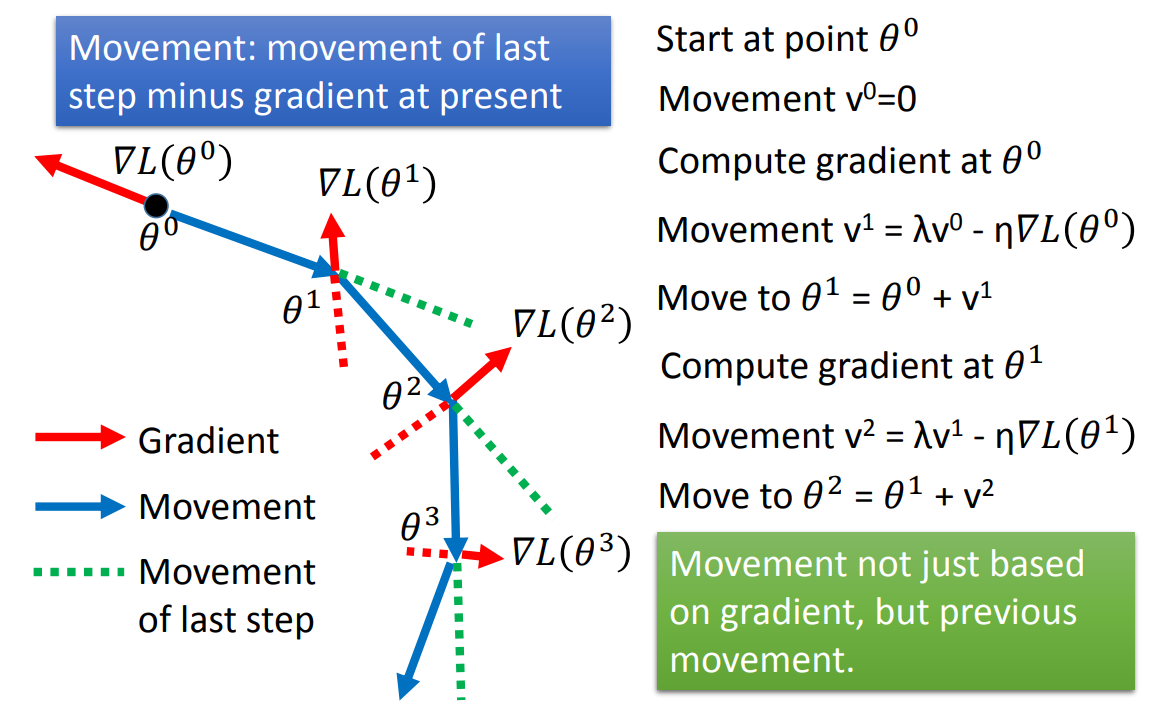 Movement: movement of last
step minus gradient at present
∇L(θ⁰)
θ⁰
∇L(θ¹)
θ¹
∇L(θ²)
θ²
θ³
∇L(θ³)
Gradient
Movement
Movement
of last step
Start at point θ⁰
Movement v⁰=0
Compute gradient at θ⁰
Movement v¹ = λv⁰ - η∇L(θ⁰)
Move to θ¹ = θ⁰ + v¹
Compute gradient at θ¹
Movement v² = λv¹ - η∇L(θ¹)
Move to θ² = θ¹ + v²
Movement not just based
on gradient, but previous
movement.